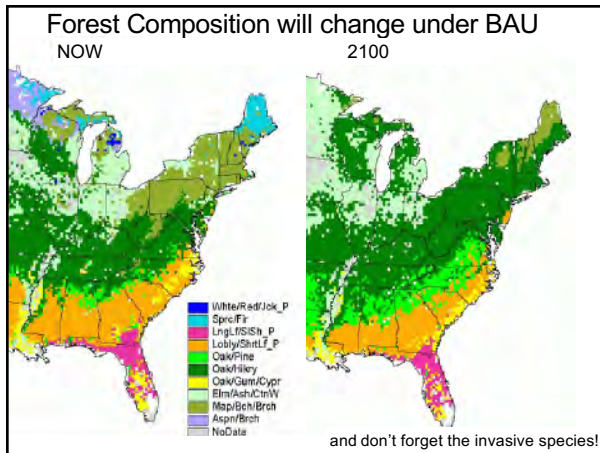 Forest Composition will change under BAU
NOW
2100
Whte/Red/Jck_P
Sprc/Fir
LngLf/SlSh_P
Lobly/ShrtLf_P
Oak/Pine
Oak/Hikry
Oak/Gum/Cypr
Elm/Ash/CtnW
Map/Bch/Brch
Aspn/Brch
NoData
and don't forget the invasive species!